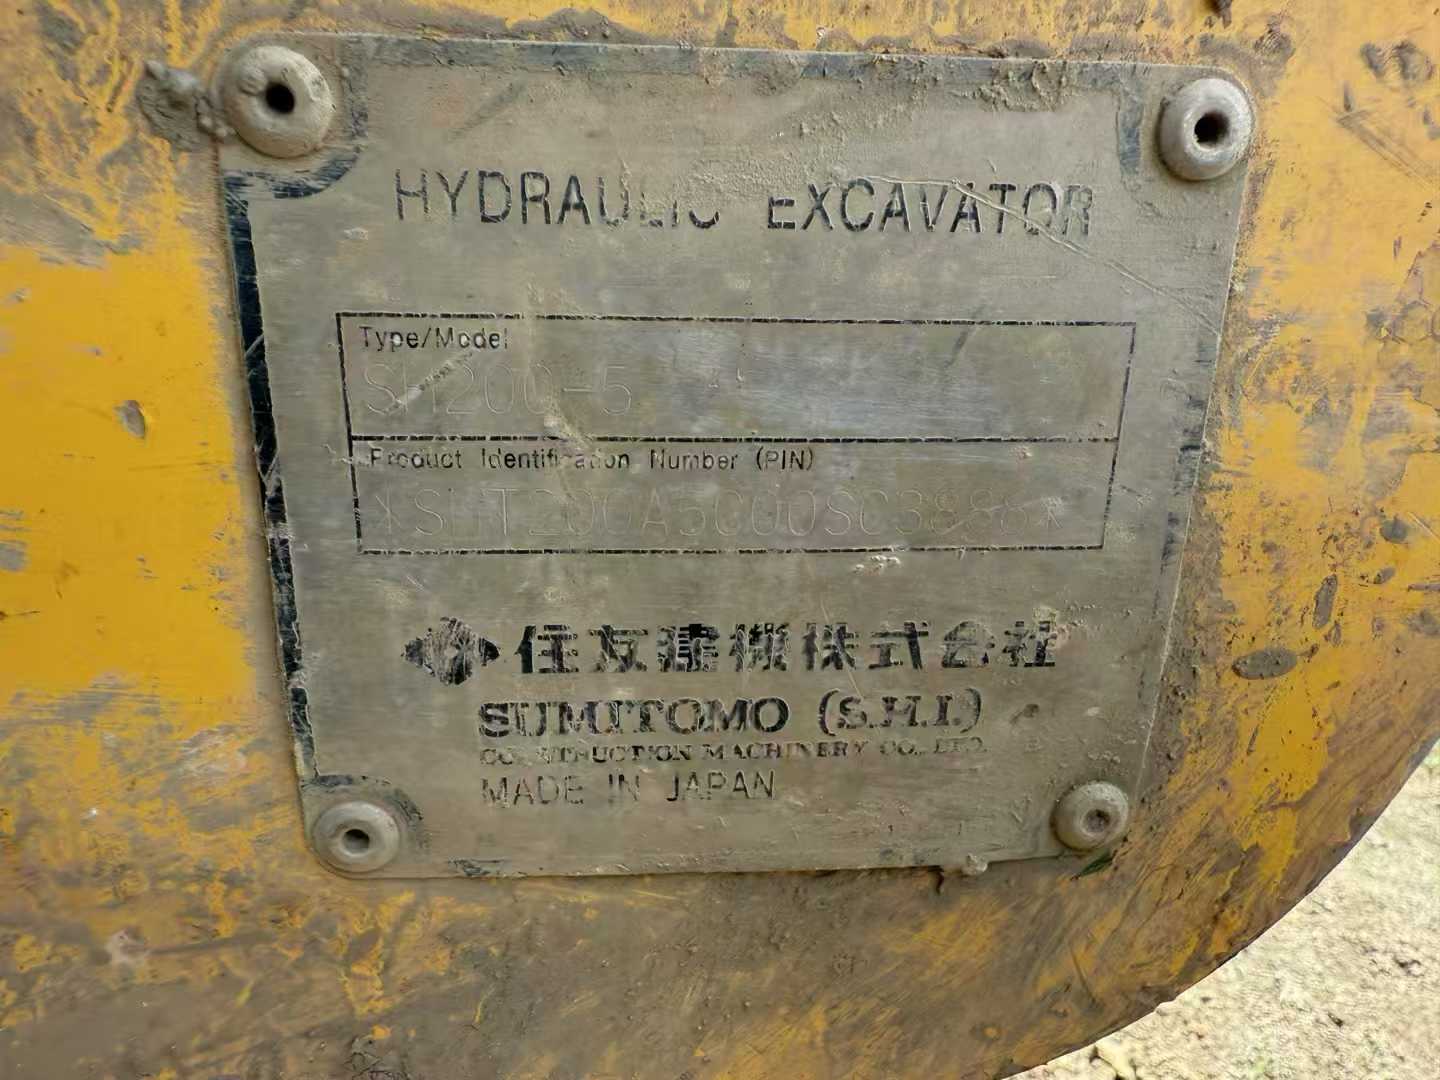 HYDRAULIC EXCAVATOR
Type/Model
SH200-5
Product Identification Number (PIN)
住友建機株式会社
SUMITOMO (S.H.I.)
CONSTRUCTION MACHINERY CO., LTD.
MADE IN JAPAN